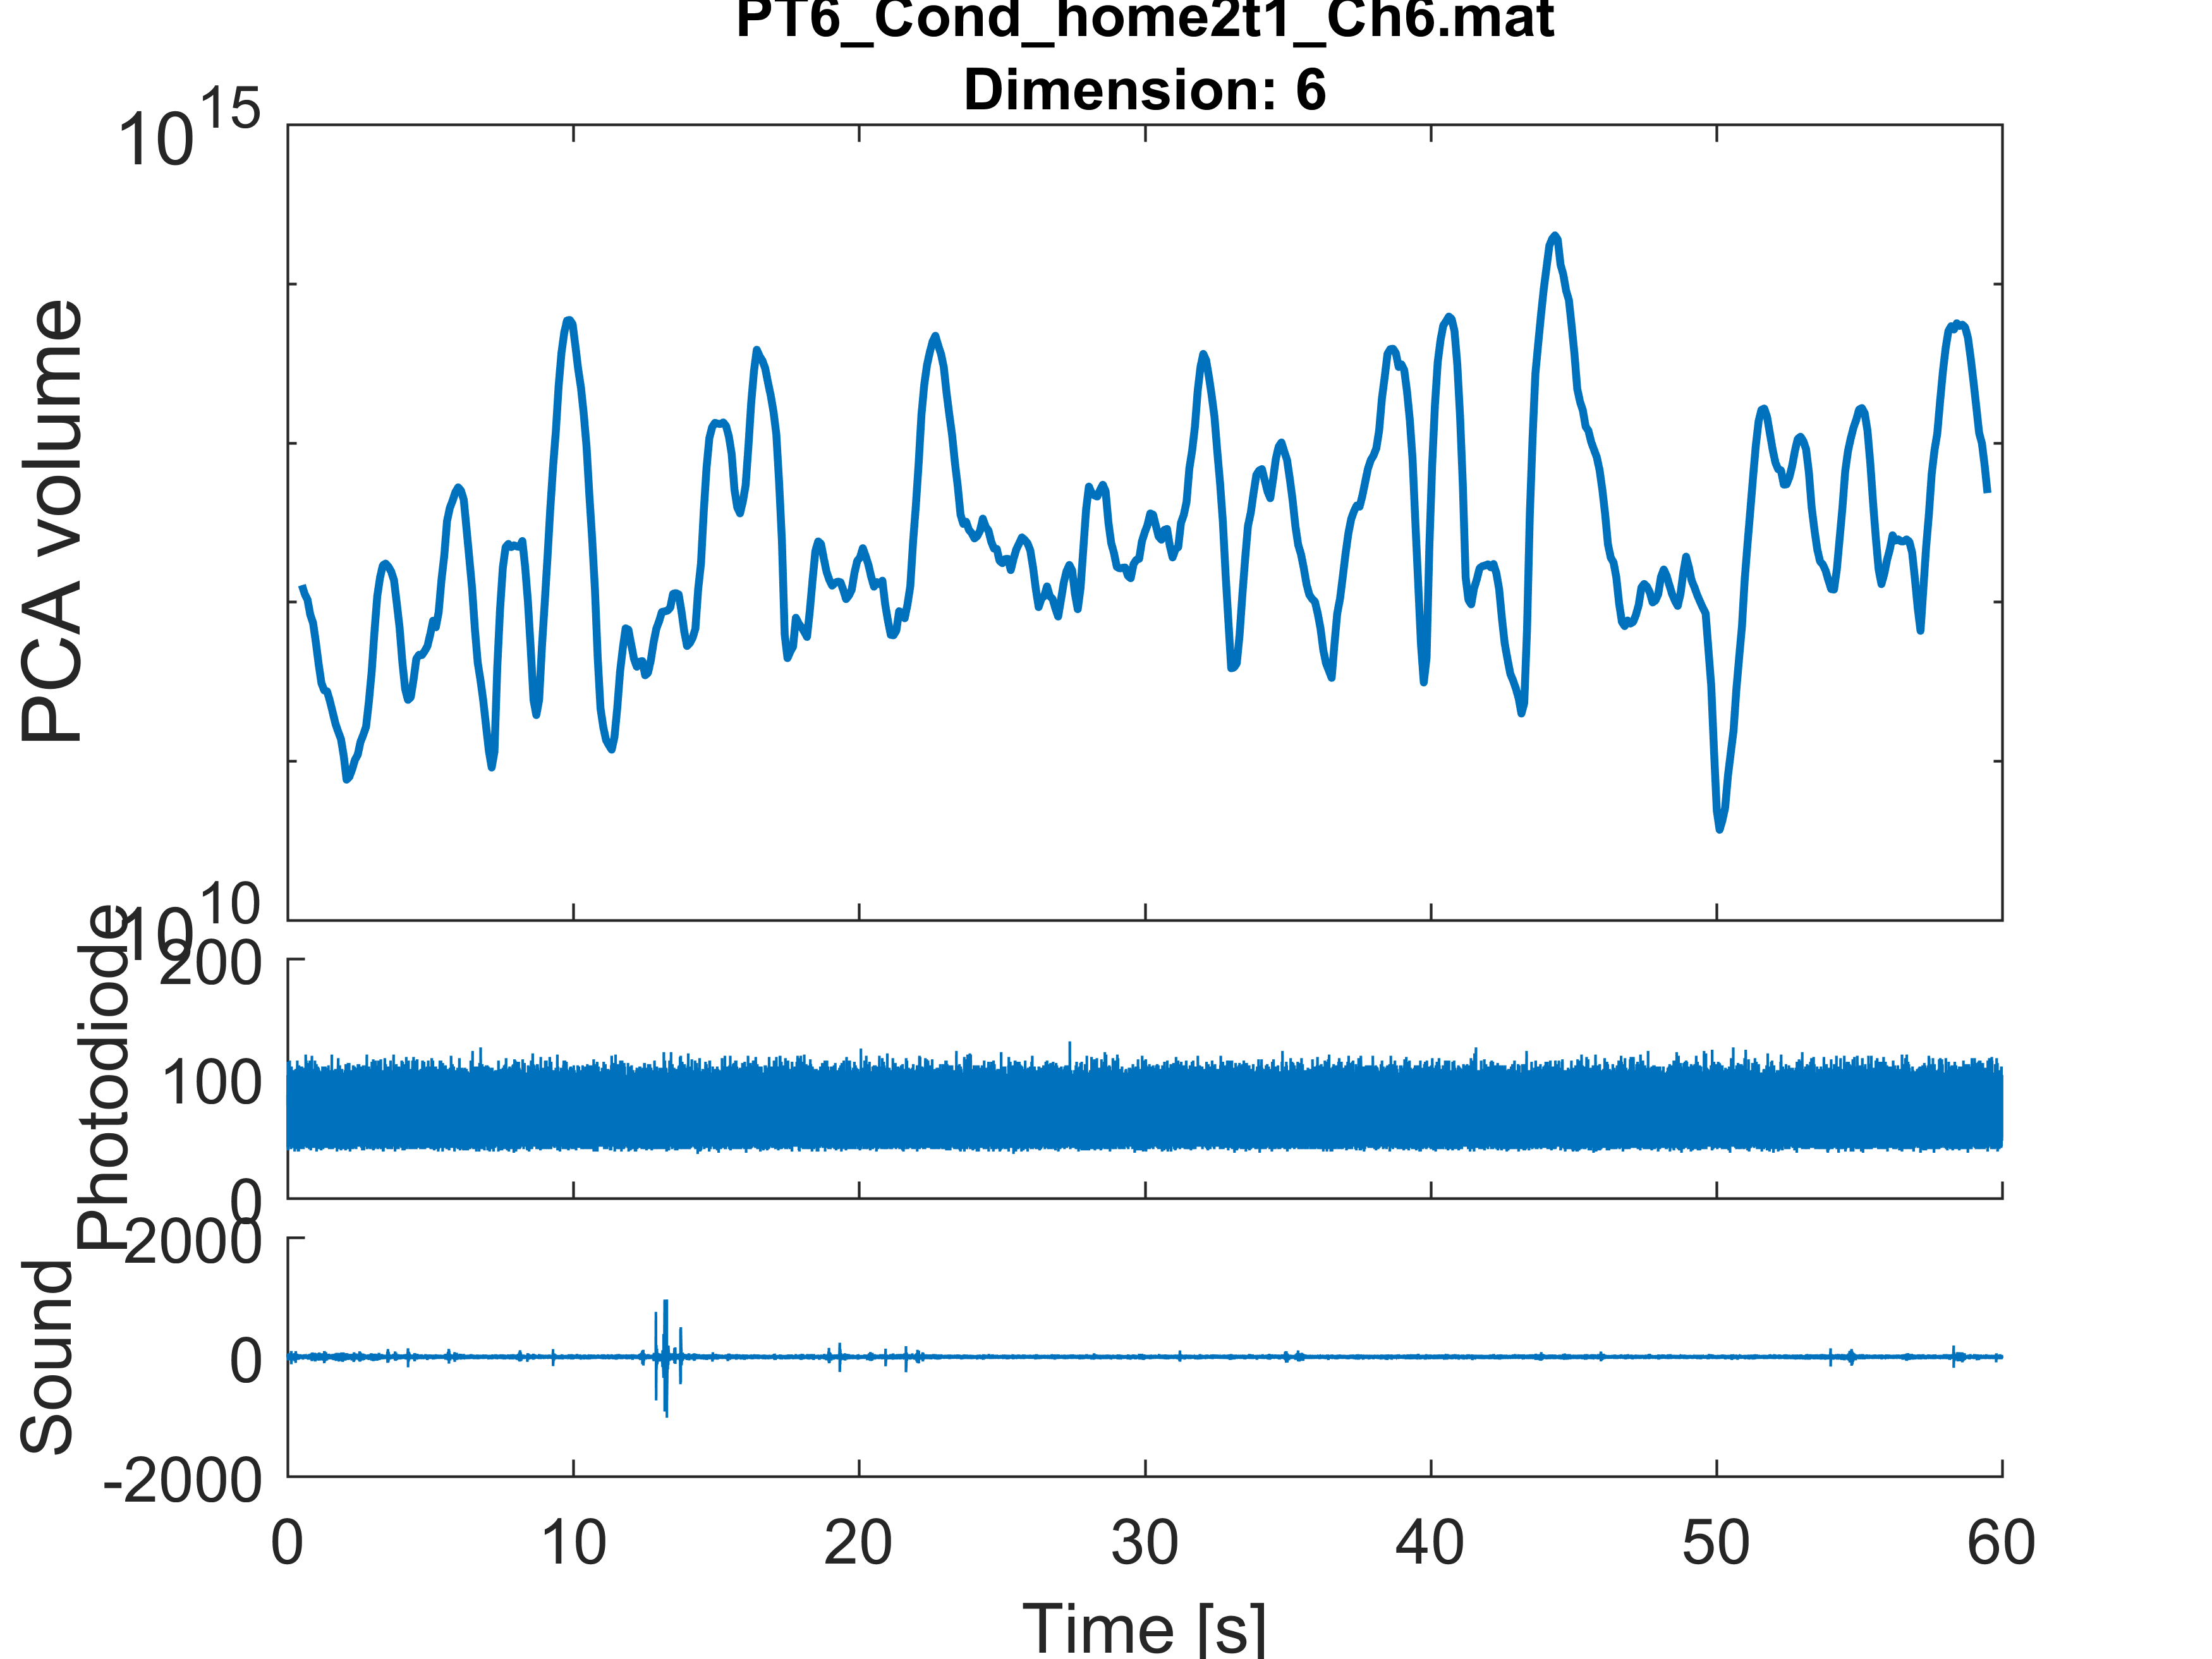 PT6_Cond_home2t1_Ch6.mat
Dimension: 6
10^15
PCA volume
10^10
200
100
0
Photodiode
2000
0
-2000
Sound
0 10 20 30 40 50 60
Time [s]